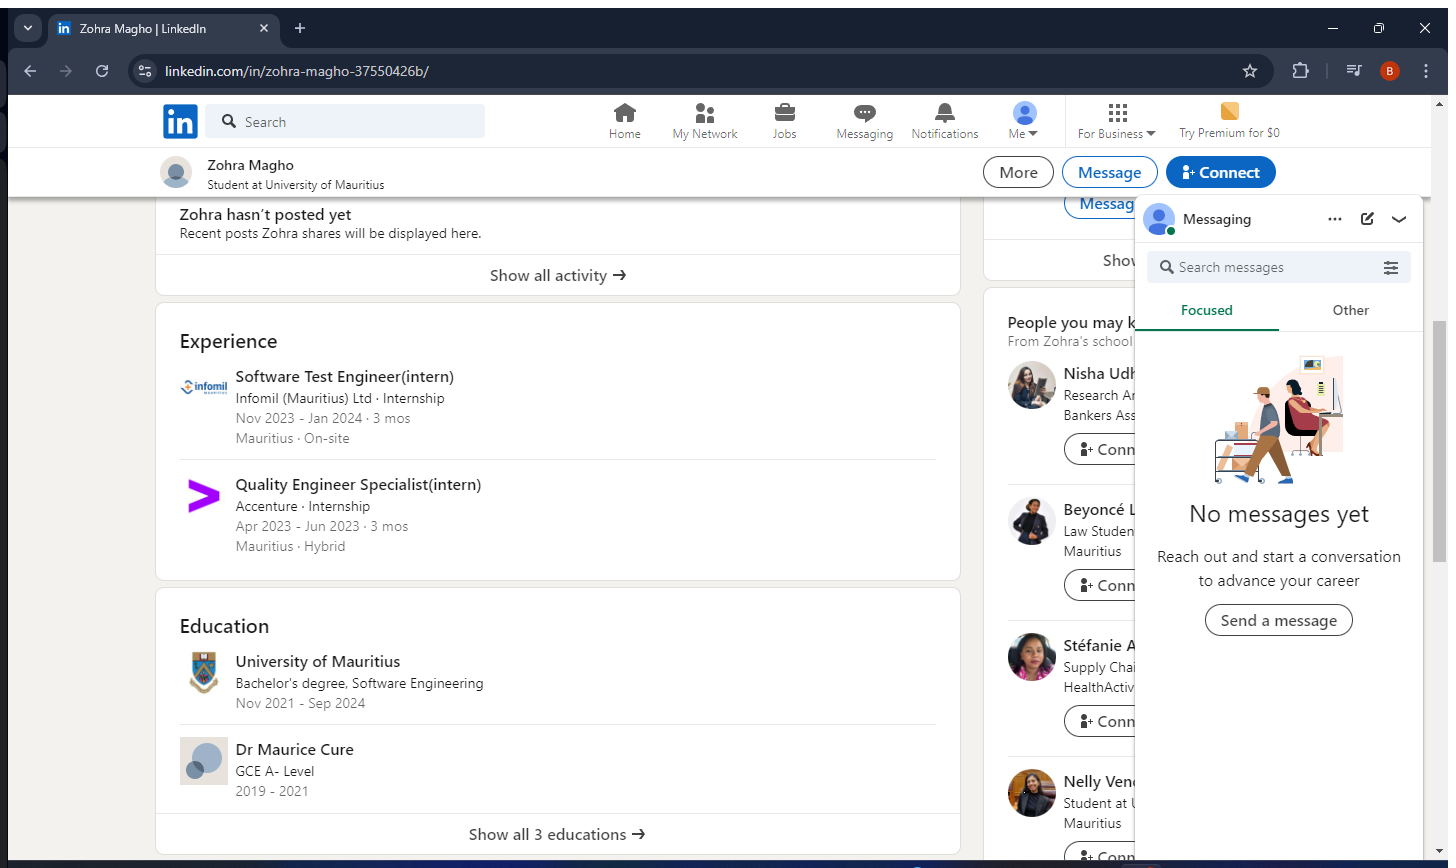 Zohra Magho | LinkedIn
linkedin.com/in/zohra-magho-37550426b/
B
in
Search
Home
My Network
Jobs
Messaging
Notifications
Me
For Business
Try Premium for $0
Zohra Magho
Student at University of Mauritius
More
Message
Connect
Zohra hasn't posted yet
Recent posts Zohra shares will be displayed here.
Show all activity →
Experience
infomil
Software Test Engineer(intern)
Infomil (Mauritius) Ltd · Internship
Nov 2023 - Jan 2024 · 3 mos
Mauritius · On-site
Quality Engineer Specialist(intern)
Accenture · Internship
Apr 2023 - Jun 2023 · 3 mos
Mauritius · Hybrid
Education
University of Mauritius
Bachelor's degree, Software Engineering
Nov 2021 - Sep 2024
Dr Maurice Cure
GCE A- Level
2019 - 2021
Show all 3 educations →
Messag
Show
People you may k
From Zohra's school
Nisha Udh
Research An
Bankers Ass
Conn
Beyoncé L
Law Studen
Mauritius
Conn
Stéfanie A
Supply Chai
HealthActiv
Conn
Nelly Vend
Student at U
Mauritius
Conn
Messaging
Search messages
Focused
Other
No messages yet
Reach out and start a conversation
to advance your career
Send a message